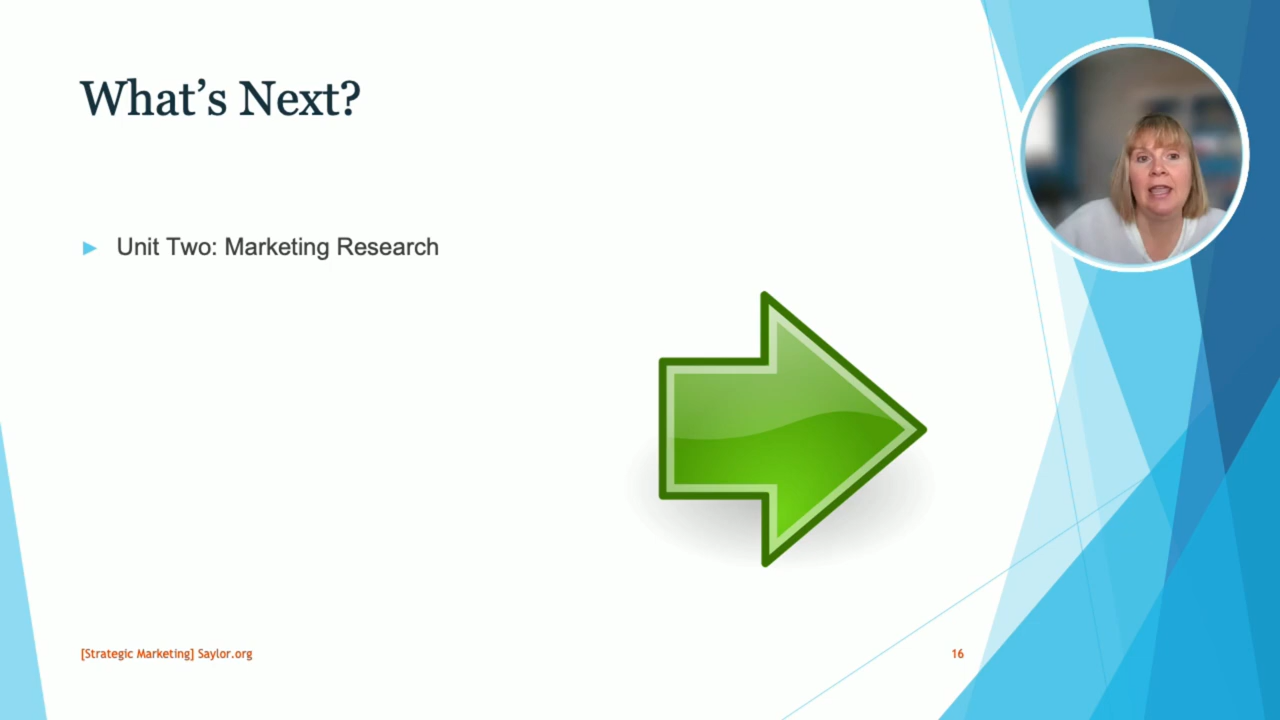 What’s Next?
Unit Two: Marketing Research
[Strategic Marketing] Saylor.org
16